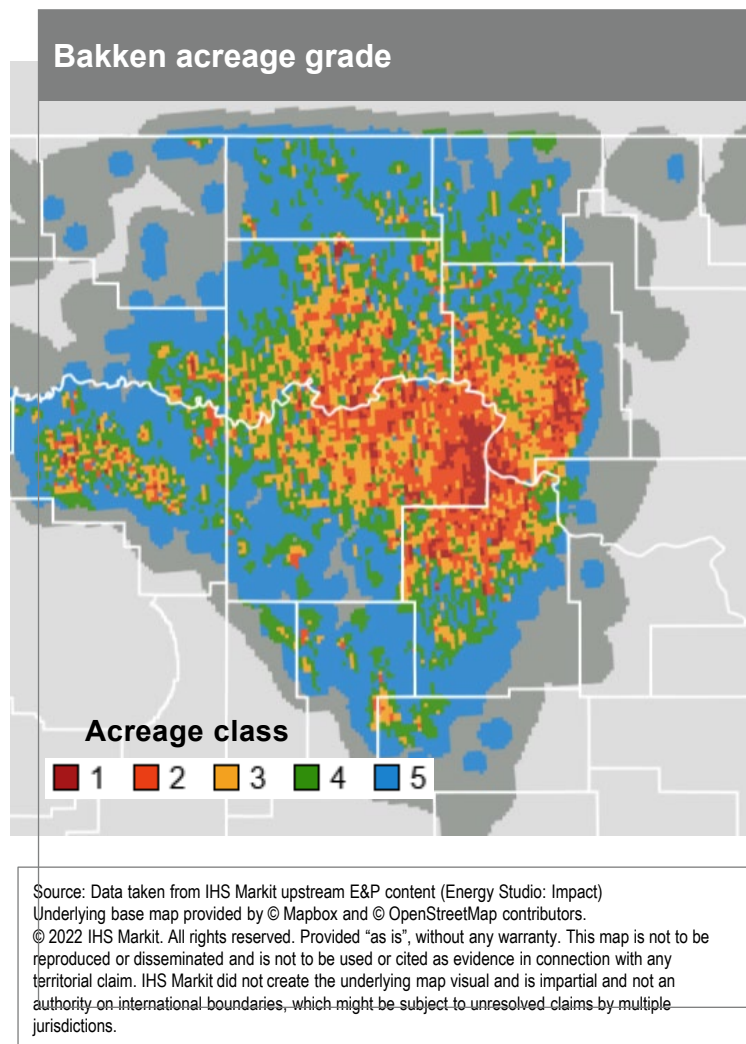 Bakken acreage grade
Acreage class
1 2 3 4 5
Source: Data taken from IHS Markit upstream E&P content (Energy Studio: Impact)
Underlying base map provided by © Mapbox and © OpenStreetMap contributors.
© 2022 IHS Markit. All rights reserved. Provided “as is”, without any warranty. This map is not to be
reproduced or disseminated and is not to be used or cited as evidence in connection with any
territorial claim. IHS Markit did not create the underlying map visual and is impartial and not an
authority on international boundaries, which might be subject to unresolved claims by multiple
jurisdictions.